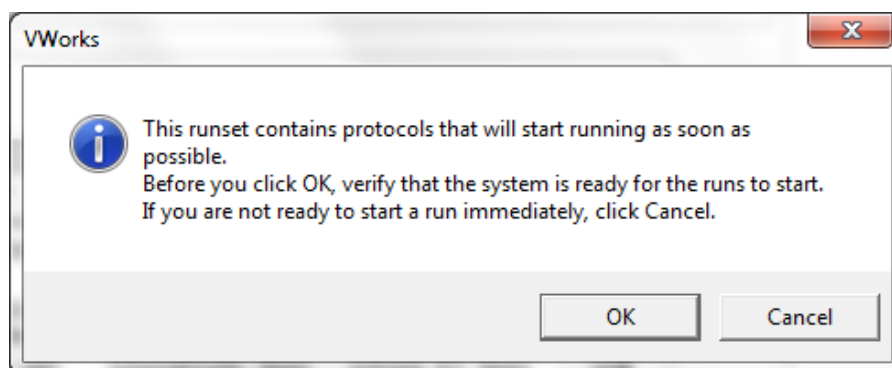 VWorks
This runset contains protocols that will start running as soon as
possible.
Before you click OK, verify that the system is ready for the runs to start.
If you are not ready to start a run immediately, click Cancel.
OK
Cancel